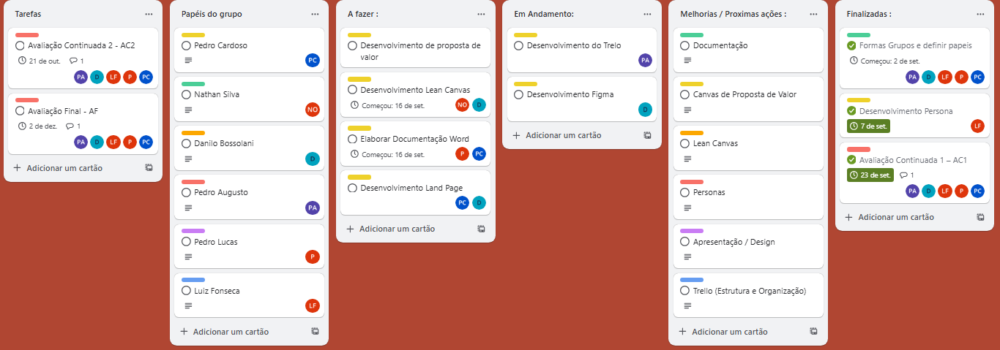 Tarefas
Avaliação Continuada 2 - AC2
21 de out. 1
PA D LF P PC
Avaliação Final - AF
2 de dez. 1
PA D LF P PC
Adicionar um cartão
Papéis do grupo
Pedro Cardoso
PC
Nathan Silva
NO
Danilo Bossolani
D
Pedro Augusto
PA
Pedro Lucas
P
Luiz Fonseca
LF
Adicionar um cartão
A fazer :
Desenvolvimento de proposta de
valor
Desenvolvimento Lean Canvas
Começou: 16 de set. NO D
Elaborar Documentação Word
Começou: 16 de set. P PC
Desenvolvimento Land Page
PC D
Adicionar um cartão
Em Andamento:
Desenvolvimento do Trelo
PA
Desenvolvimento Figma
D
Adicionar um cartão
Melhorias / Proximas ações :
Documentação
Canvas de Proposta de Valor
Lean Canvas
Personas
Apresentação / Design
Trello (Estrutura e Organização)
Adicionar um cartão
Finalizadas :
Formas Grupos e definir papeis
Começou: 2 de set.
PA D LF P PC
Desenvolvimento Persona
7 de set. LF
Avaliação Continuada 1 – AC1
23 de set. 1
PA D LF P PC
Adicionar um cartão